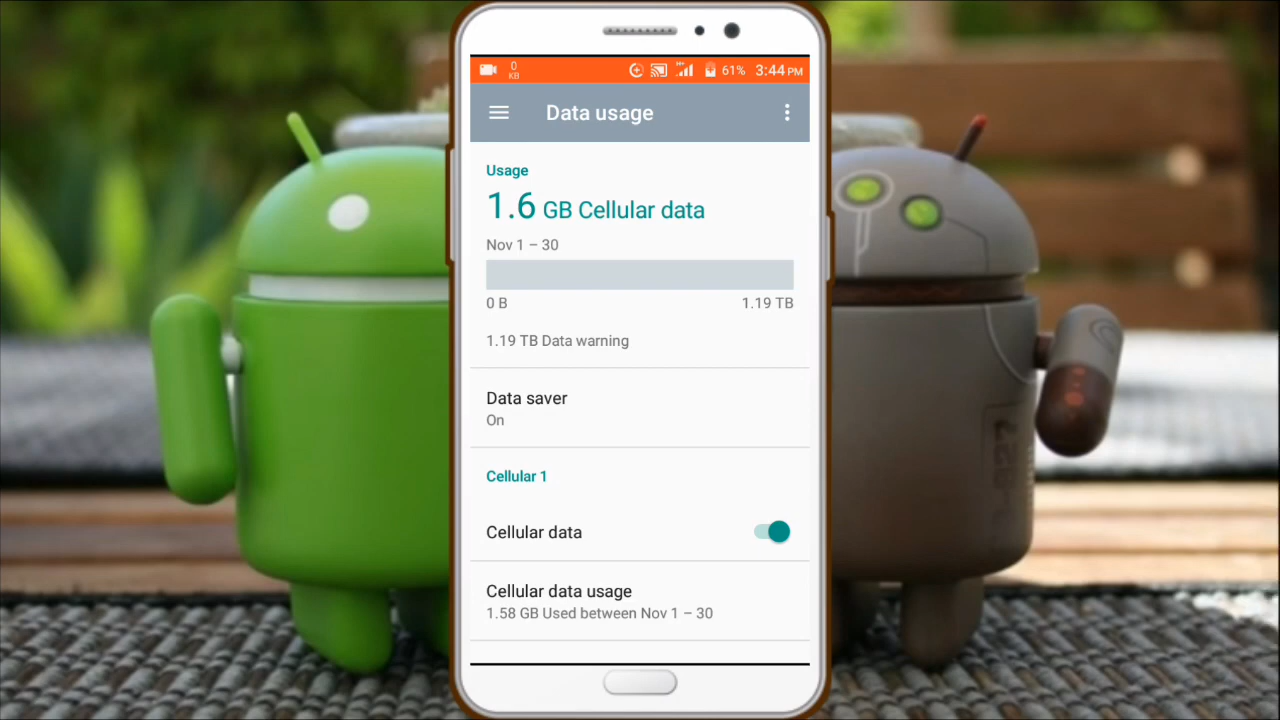 0
KB
H+
61% 3:44 PM
Data usage
Usage
1.6 GB Cellular data
Nov 1 – 30
0 B 1.19 TB
1.19 TB Data warning
Data saver
On
Cellular 1
Cellular data
Cellular data usage
1.58 GB Used between Nov 1 – 30